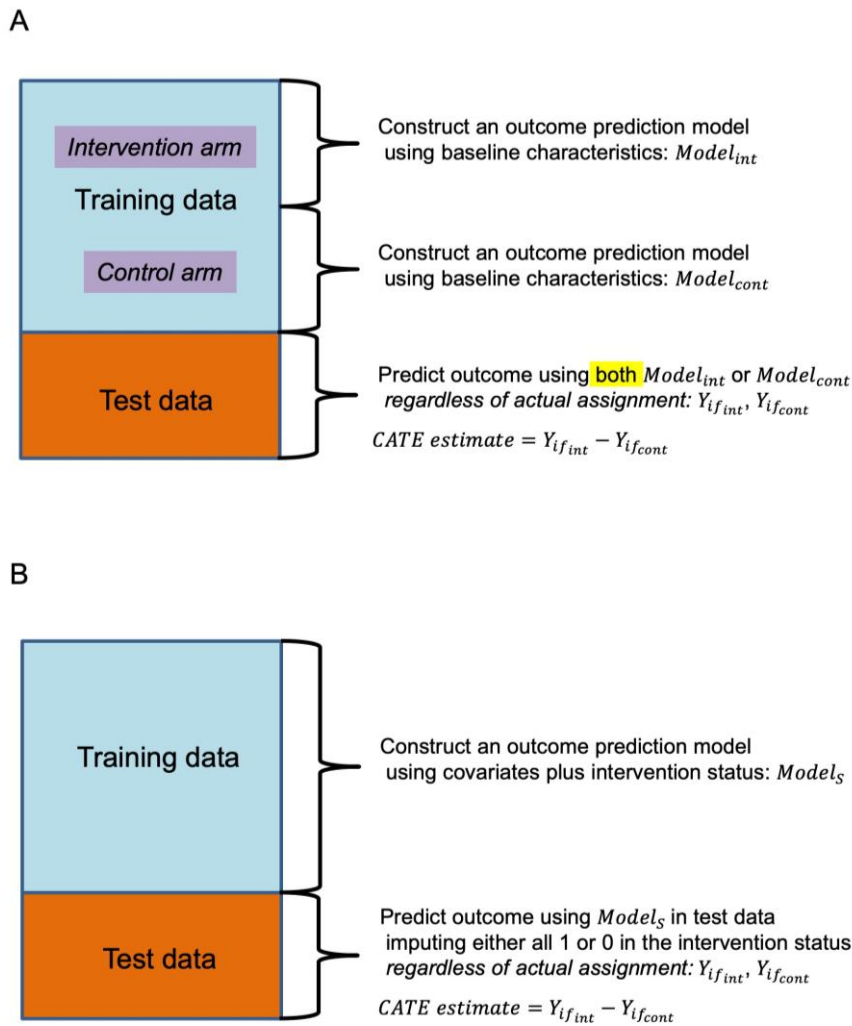 A
Intervention arm
Training data
Control arm
Test data
Construct an outcome prediction model
using baseline characteristics: Model_int
Construct an outcome prediction model
using baseline characteristics: Model_cont
Predict outcome using both Model_int or Model_cont
regardless of actual assignment: Y_if_int, Y_if_cont
CATE estimate = Y_if_int − Y_if_cont
B
Training data
Test data
Construct an outcome prediction model
using covariates plus intervention status: Model_S
Predict outcome using Model_S in test data
imputing either all 1 or 0 in the intervention status
regardless of actual assignment: Y_if_int, Y_if_cont
CATE estimate = Y_if_int − Y_if_cont